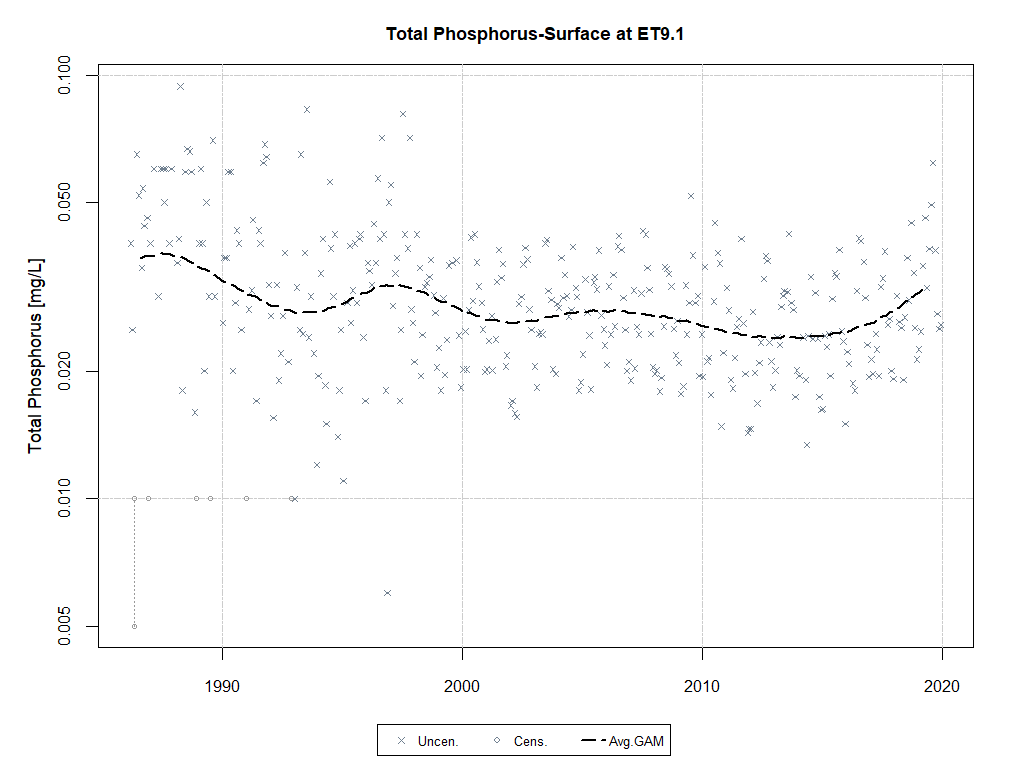 Total Phosphorus-Surface at ET9.1
Total Phosphorus [mg/L]
0.100
0.050
0.020
0.010
0.005
1990 2000 2010 2020
Uncen. Cens. Avg.GAM